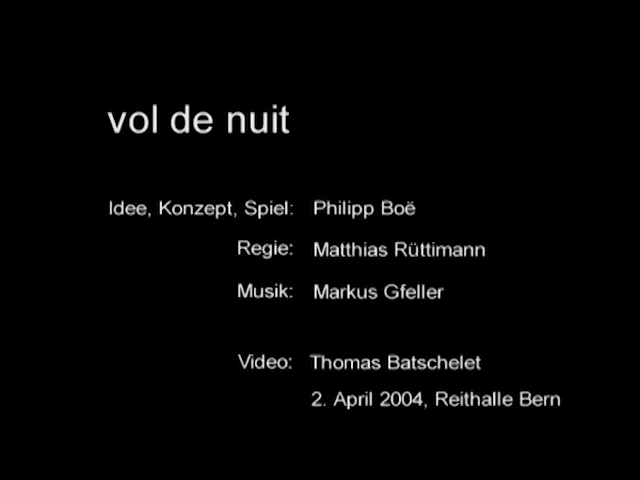 vol de nuit
Idee, Konzept, Spiel: Philipp Boë
Regie: Matthias Rüttimann
Musik: Markus Gfeller
Video: Thomas Batschelet
2. April 2004, Reithalle Bern